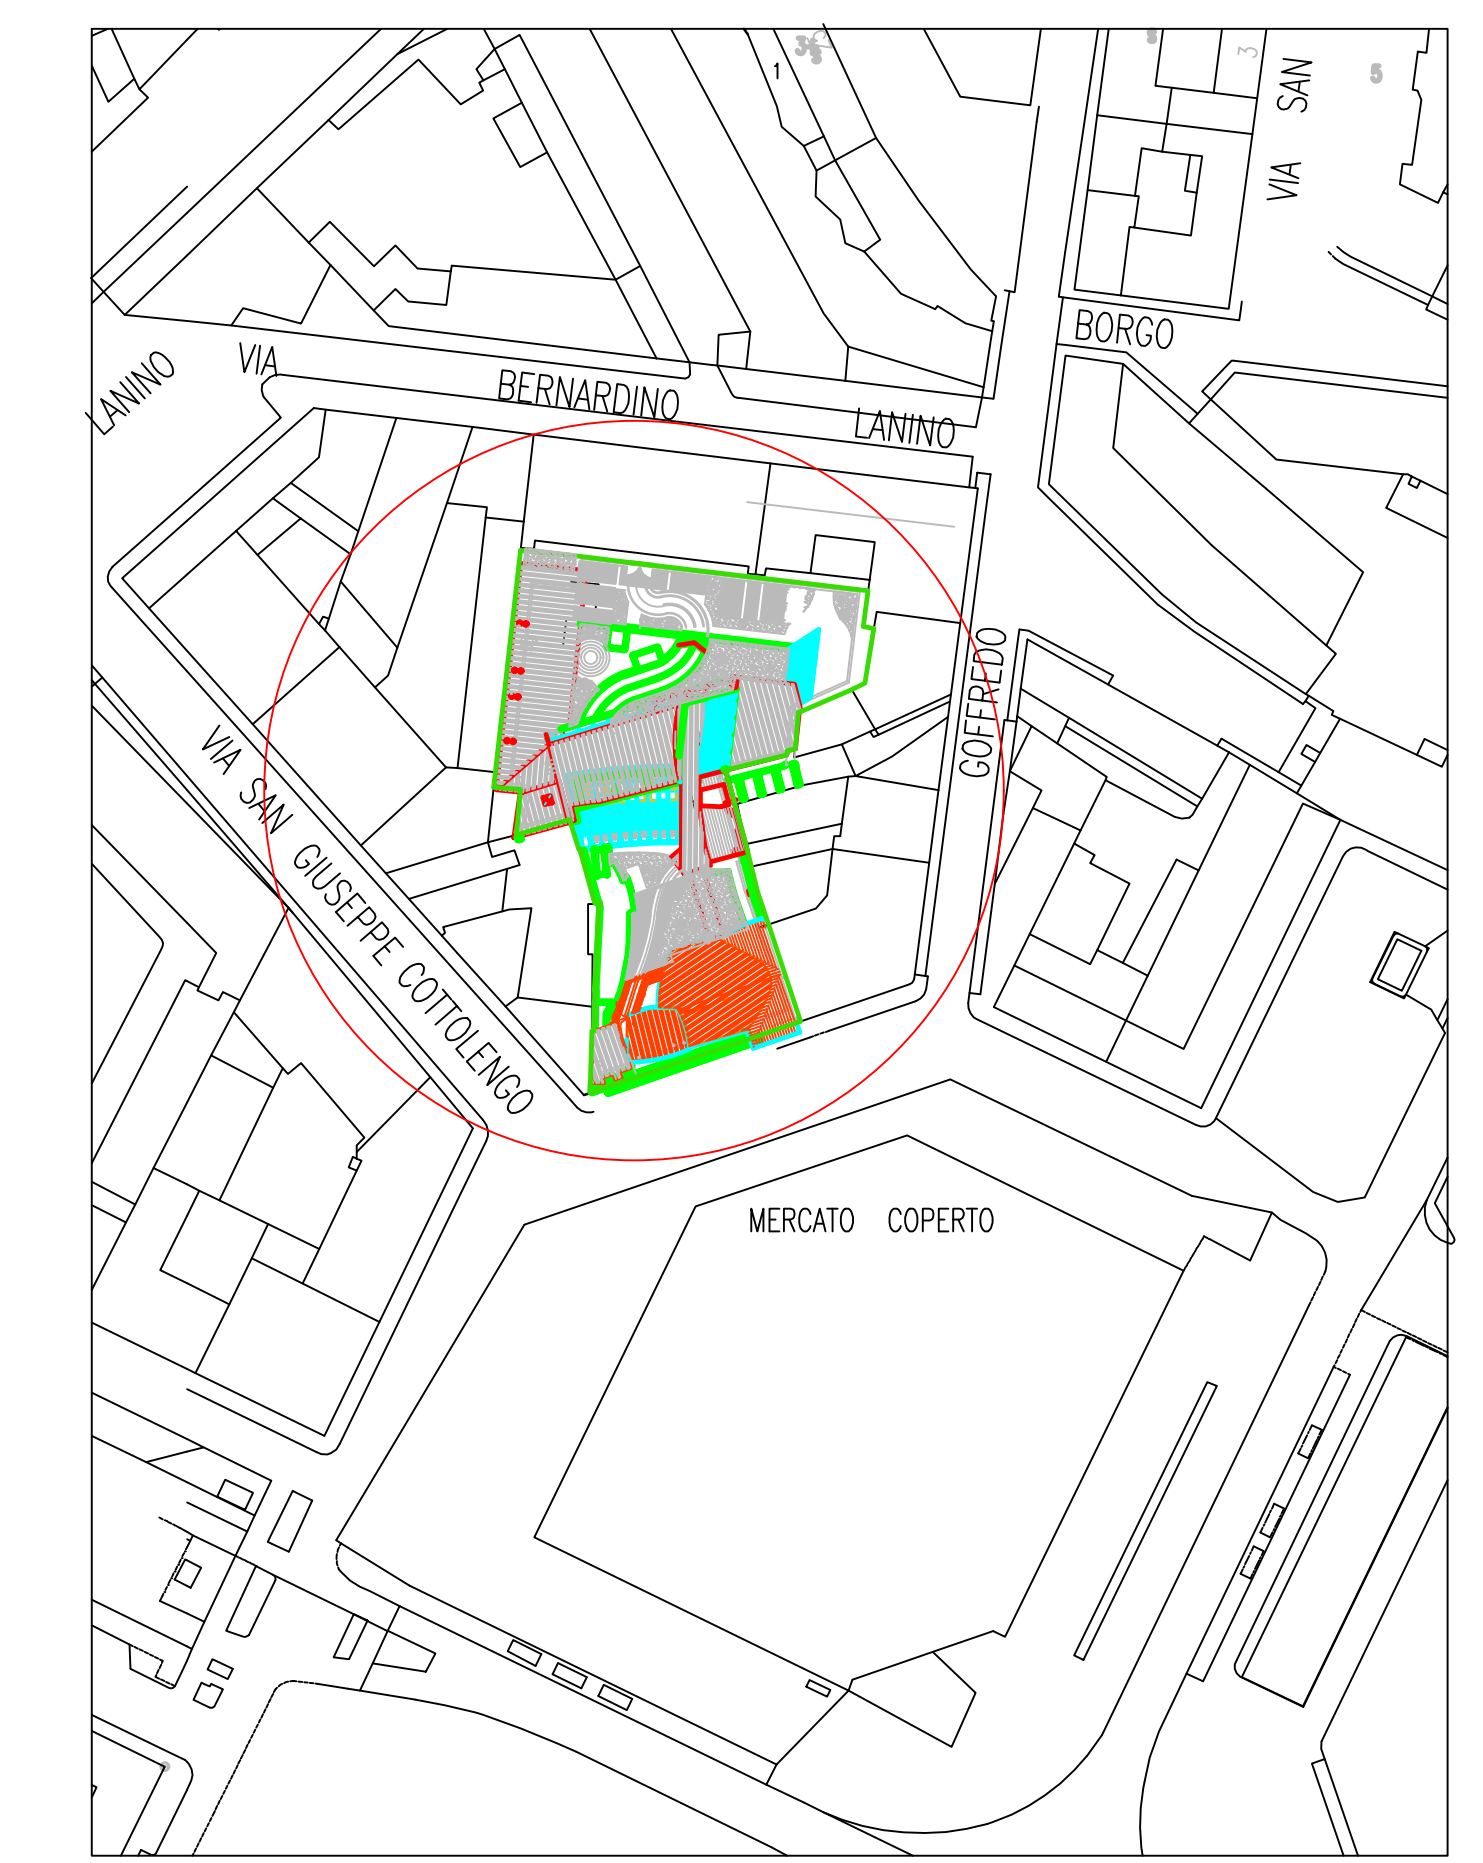 1
3
5
VIA SAN
BORGO
VIA
LANINO
BERNARDINO
LANINO
GOFFREDO
VIA SAN GIUSEPPE COTTOLENGO
MERCATO COPERTO